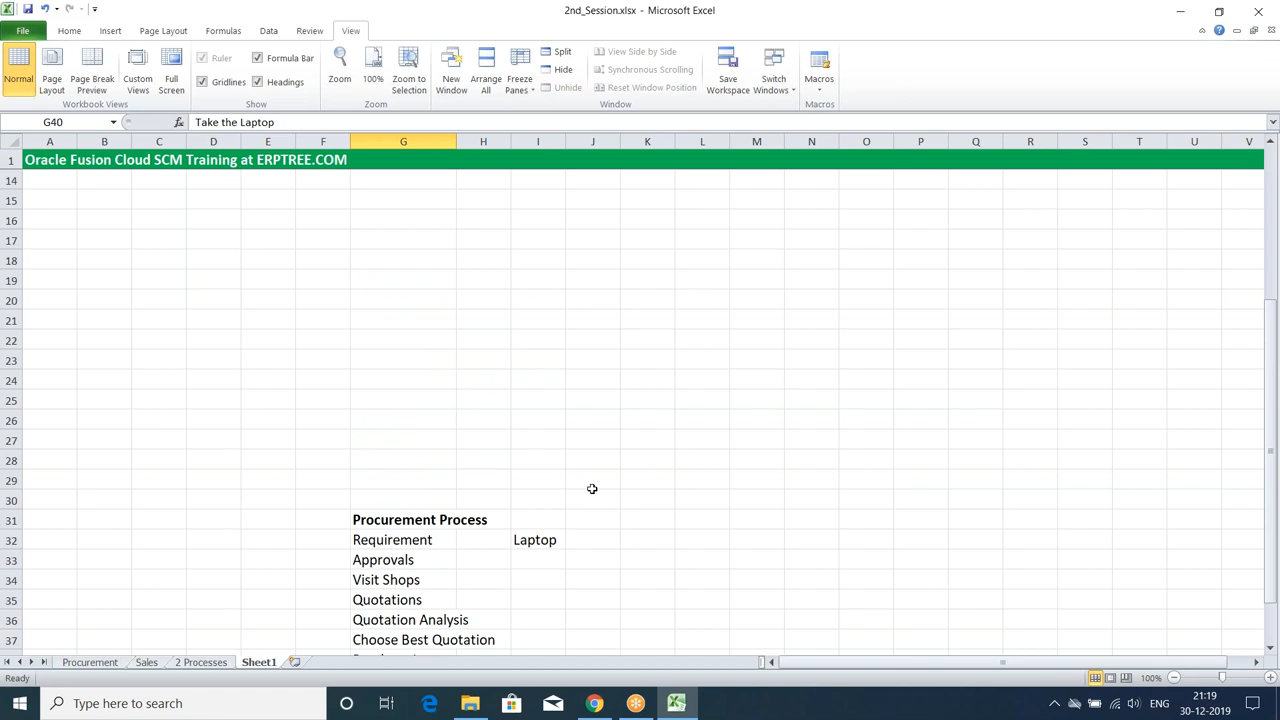 2nd_Session.xlsx - Microsoft Excel
File Home Insert Page Layout Formulas Data Review View
Normal
Page Layout
Page Break Preview
Custom Views
Full Screen
Workbook Views
Ruler
Formula Bar
Gridlines
Headings
Show
Zoom
100%
Zoom to Selection
Zoom
New Window
Arrange All
Freeze Panes
Split
Hide
Unhide
View Side by Side
Synchronous Scrolling
Reset Window Position
Window
Save Workspace
Switch Windows
Macros
Macros
G40 fx Take the Laptop
A B C D E F G H I J K L M N O P Q R S T U V
1 Oracle Fusion Cloud SCM Training at ERPTREE.COM
14
15
16
17
18
19
20
21
22
23
24
25
26
27
28
29
30
31 Procurement Process
32 Requirement Laptop
33 Approvals
34 Visit Shops
35 Quotations
36 Quotation Analysis
37 Choose Best Quotation
Procurement Sales 2 Processes Sheet1
Ready 100%
Type here to search
ENG
21:19
30-12-2019